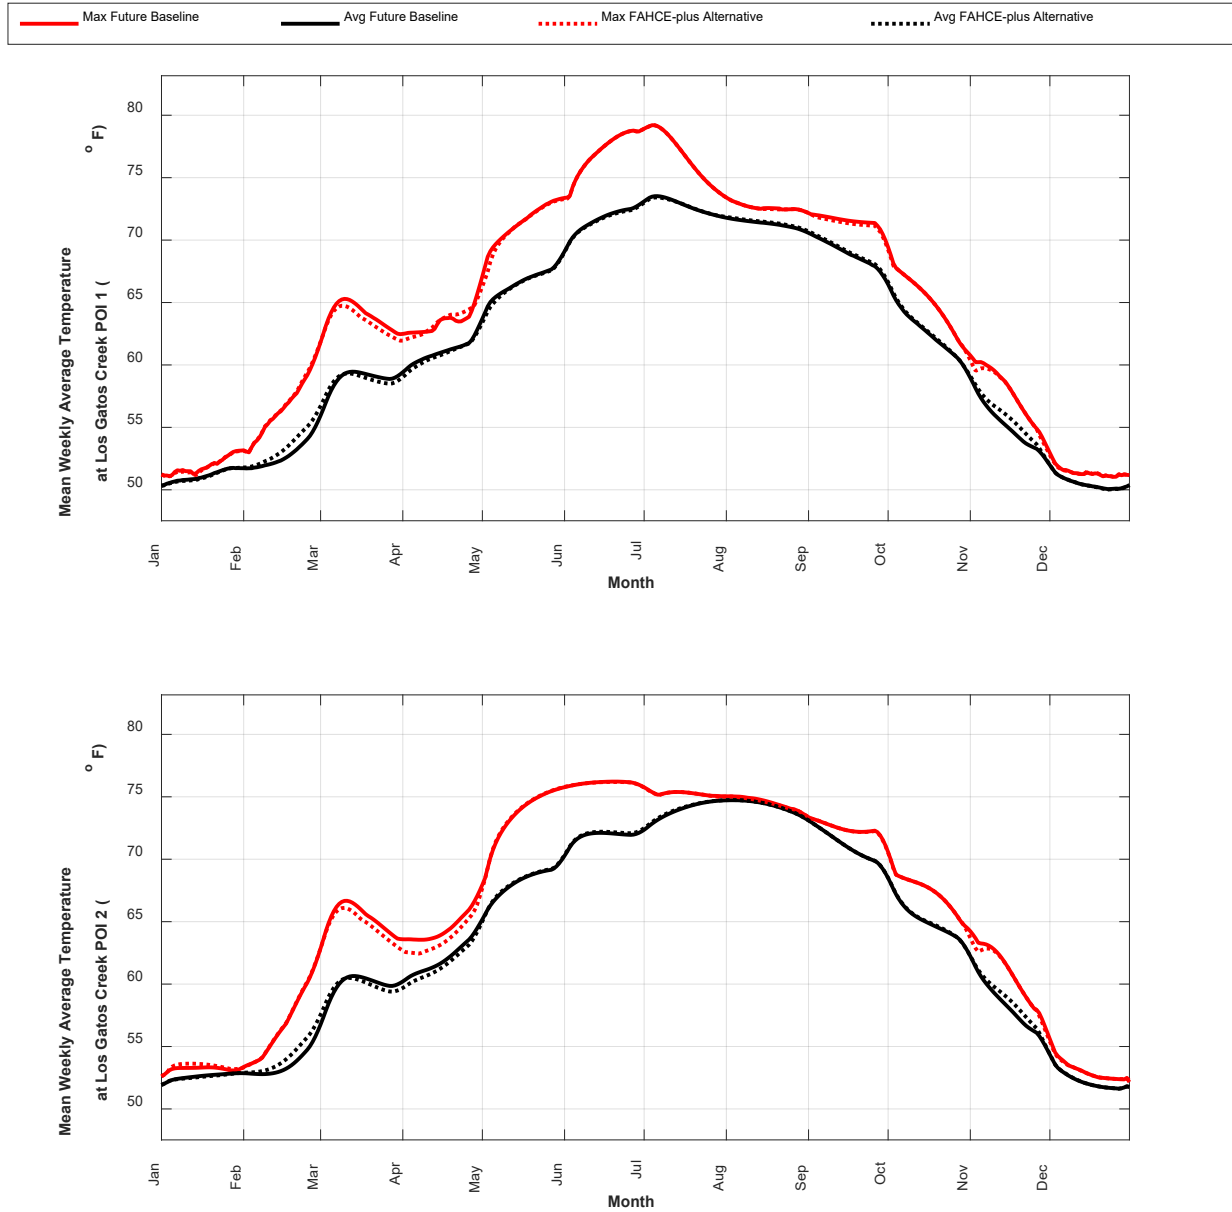 Max Future Baseline Avg Future Baseline Max FAHCE-plus Alternative Avg FAHCE-plus Alternative
Mean Weekly Average Temperature
at Los Gatos Creek POI 1 ( o F)
80
75
70
65
60
55
50
Jan Feb Mar Apr May Jun Jul Aug Sep Oct Nov Dec
Month
Mean Weekly Average Temperature
at Los Gatos Creek POI 2 ( o F)
80
75
70
65
60
55
50
Jan Feb Mar Apr May Jun Jul Aug Sep Oct Nov Dec
Month